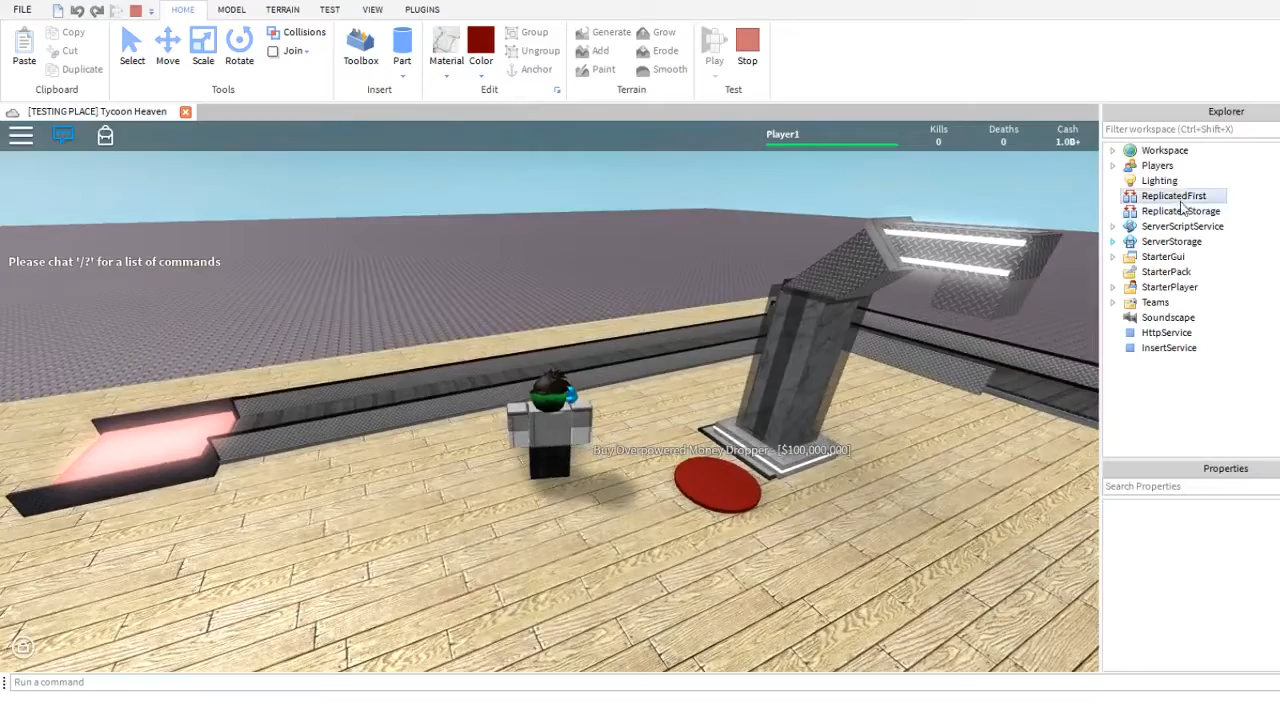 FILE HOME MODEL TERRAIN TEST VIEW PLUGINS
Paste Copy Cut Duplicate Clipboard
Select Move Scale Rotate Collisions Join Tools
Toolbox Part Insert
Material Color Group Ungroup Anchor Edit
Generate Add Paint Grow Erode Smooth Terrain
Play Stop Test
[TESTING PLACE] Tycoon Heaven
Player1
Kills Deaths Cash
0 0 1.0B+
Please chat '/?' for a list of commands
Buy Overpowered Money Dropper - [$100,000,000]
Explorer
Filter workspace (Ctrl+Shift+X)
Workspace
Players
Lighting
ReplicatedFirst
ReplicatedStorage
ServerScriptService
ServerStorage
StarterGui
StarterPack
StarterPlayer
Teams
Soundscape
HttpService
InsertService
Properties
Search Properties
Run a command